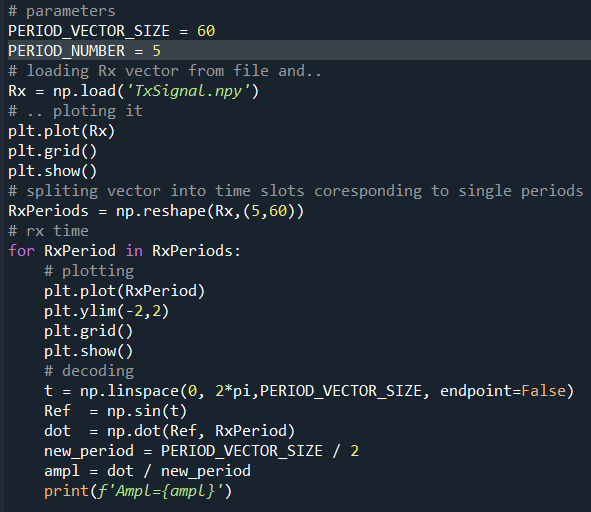 # parameters
PERIOD_VECTOR_SIZE = 60
PERIOD_NUMBER = 5
# loading Rx vector from file and..
Rx = np.load('TxSignal.npy')
# .. ploting it
plt.plot(Rx)
plt.grid()
plt.show()
# spliting vector into time slots coresponding to single periods
RxPeriods = np.reshape(Rx,(5,60))
# rx time
for RxPeriod in RxPeriods:
    # plotting
    plt.plot(RxPeriod)
    plt.ylim(-2,2)
    plt.grid()
    plt.show()
    # decoding
    t = np.linspace(0, 2*pi,PERIOD_VECTOR_SIZE, endpoint=False)
    Ref  = np.sin(t)
    dot  = np.dot(Ref, RxPeriod)
    new_period = PERIOD_VECTOR_SIZE / 2
    ampl = dot / new_period
    print(f'Ampl={ampl}')